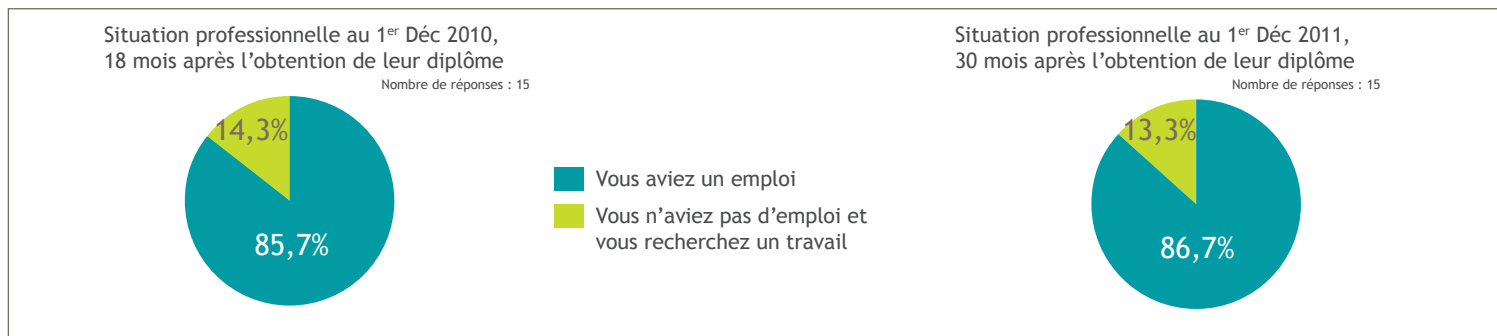 Situation professionnelle au 1er Déc 2010,
18 mois après l’obtention de leur diplôme
Nombre de réponses : 15
14,3%
85,7%
Vous aviez un emploi
Vous n’aviez pas d’emploi et
vous recherchez un travail
Situation professionnelle au 1er Déc 2011,
30 mois après l’obtention de leur diplôme
Nombre de réponses : 15
13,3%
86,7%